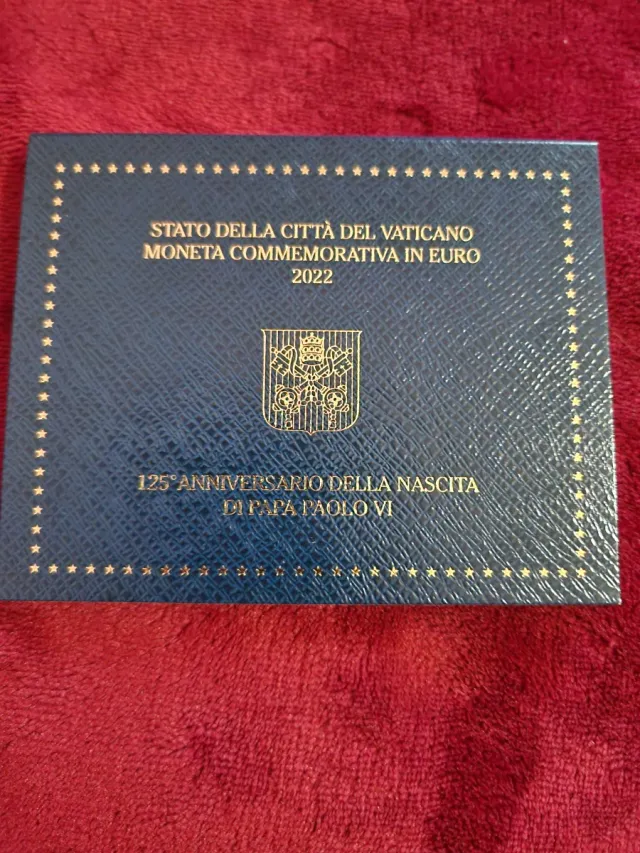 STATO DELLA CITTÀ DEL VATICANO
MONETA COMMEMORATIVA IN EURO
2022
125° ANNIVERSARIO DELLA NASCITA
DI PAPA PAOLO VI